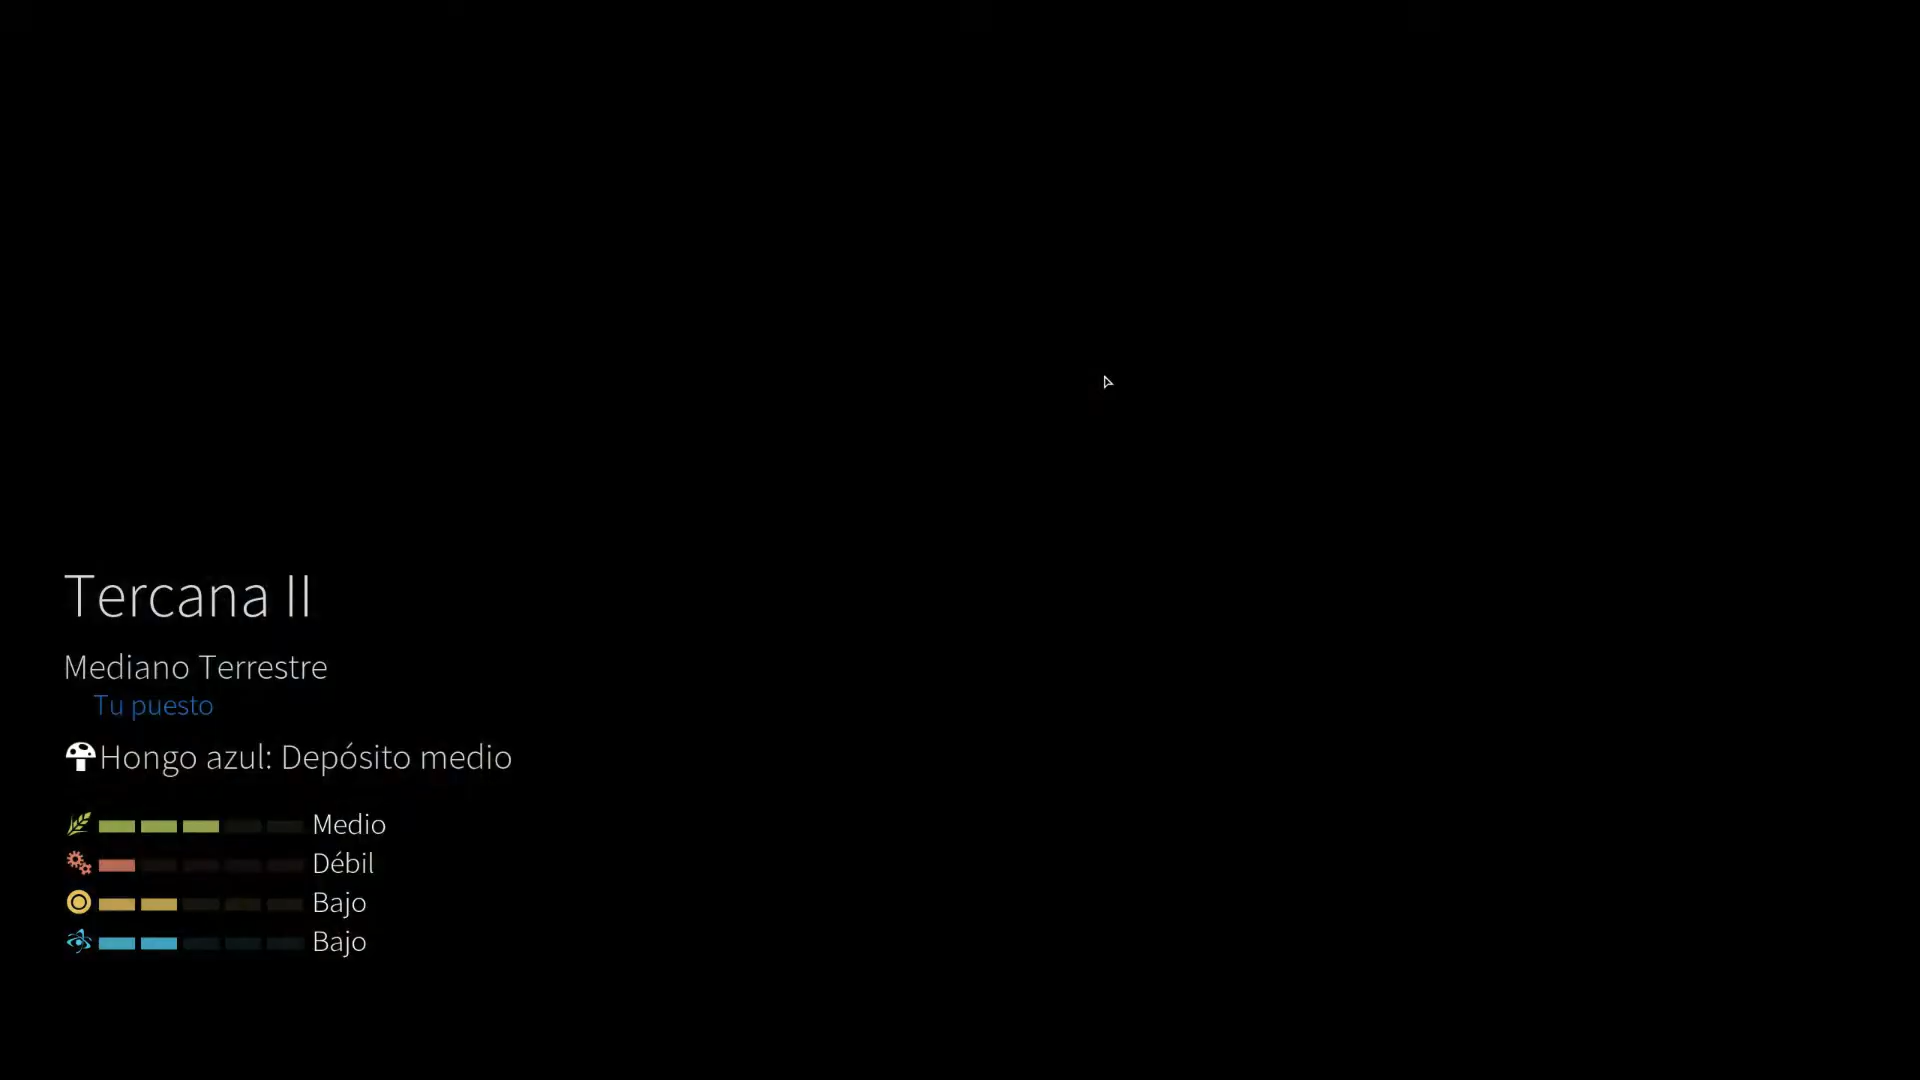 Tercana II
Mediano Terrestre
Tu puesto
Hongo azul: Depósito medio
Medio
Débil
Bajo
Bajo